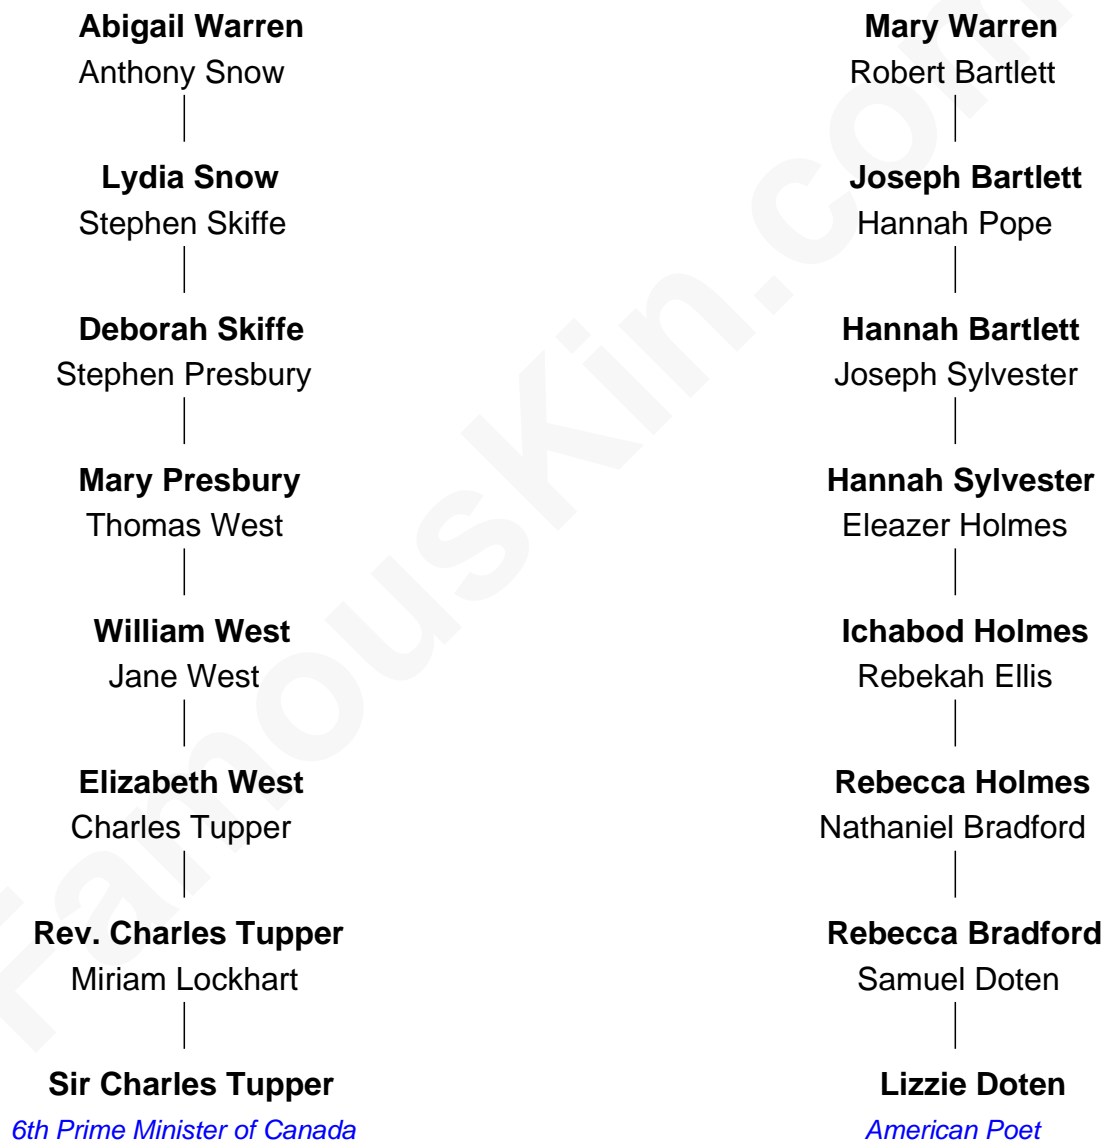 Abigail Warren
Anthony Snow
Lydia Snow
Stephen Skiffe
Deborah Skiffe
Stephen Presbury
Mary Presbury
Thomas West
William West
Jane West
Elizabeth West
Charles Tupper
Rev. Charles Tupper
Miriam Lockhart
Sir Charles Tupper
6th Prime Minister of Canada
Mary Warren
Robert Bartlett
Joseph Bartlett
Hannah Pope
Hannah Bartlett
Joseph Sylvester
Hannah Sylvester
Eleazer Holmes
Ichabod Holmes
Rebekah Ellis
Rebecca Holmes
Nathaniel Bradford
Rebecca Bradford
Samuel Doten
Lizzie Doten
American Poet
FamousKin.com